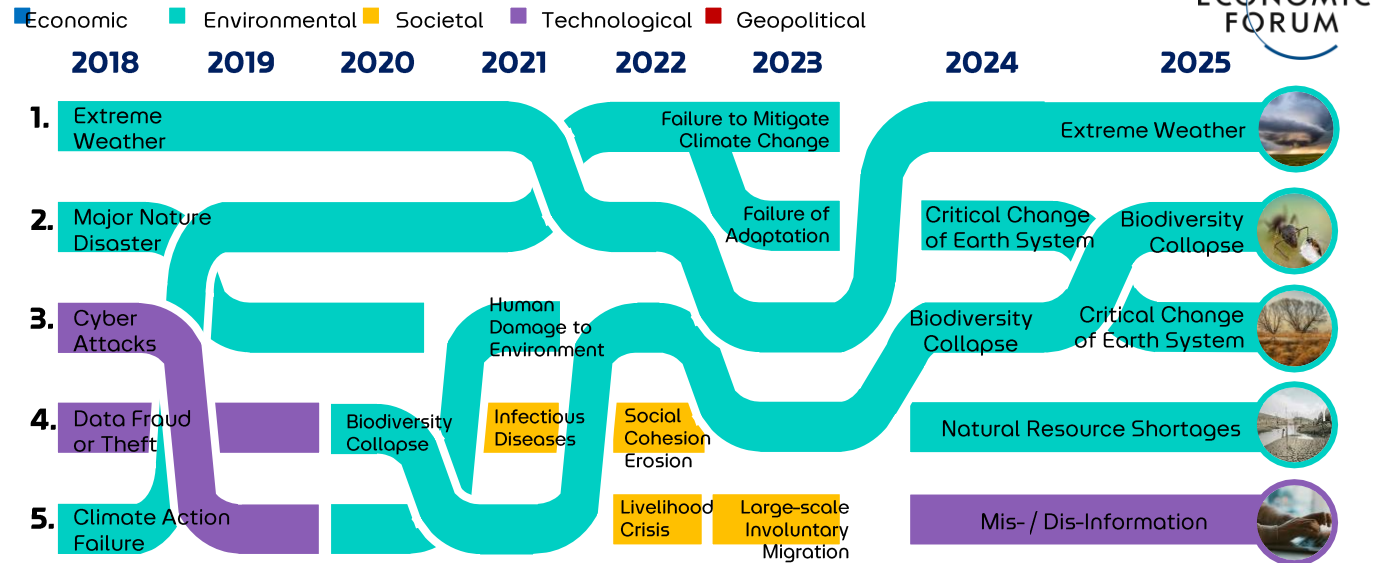 Economic Environmental Societal Technological Geopolitical
ECONOMIC
FORUM
2018 2019 2020 2021 2022 2023 2024 2025
1.
Extreme
Weather
Failure to Mitigate
Climate Change
Extreme Weather
2.
Major Nature
Disaster
Failure of
Adaptation
Critical Change
of Earth System
Biodiversity
Collapse
3.
Cyber
Attacks
Human
Damage to
Environment
Biodiversity
Collapse
Critical Change
of Earth System
4.
Data Fraud
or Theft
Biodiversity
Collapse
Infectious
Diseases
Social
Cohesion
Erosion
Natural Resource Shortages
5.
Climate Action
Failure
Livelihood
Crisis
Large-scale
Involuntary
Migration
Mis- / Dis-Information